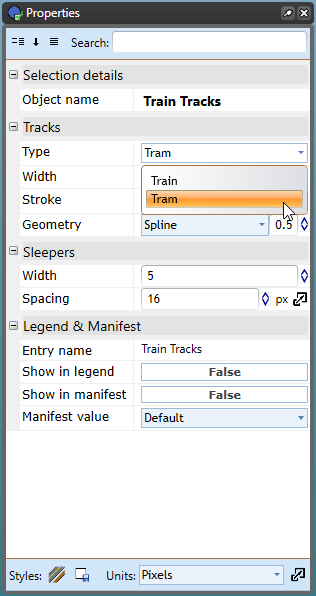 Properties
Search:
Selection details
Object name Train Tracks
Tracks
Type Tram
Width
Train
Stroke
Tram
Geometry Spline 0.5
Sleepers
Width 5
Spacing 16 px
Legend & Manifest
Entry name Train Tracks
Show in legend False
Show in manifest False
Manifest value Default
Styles: Units: Pixels